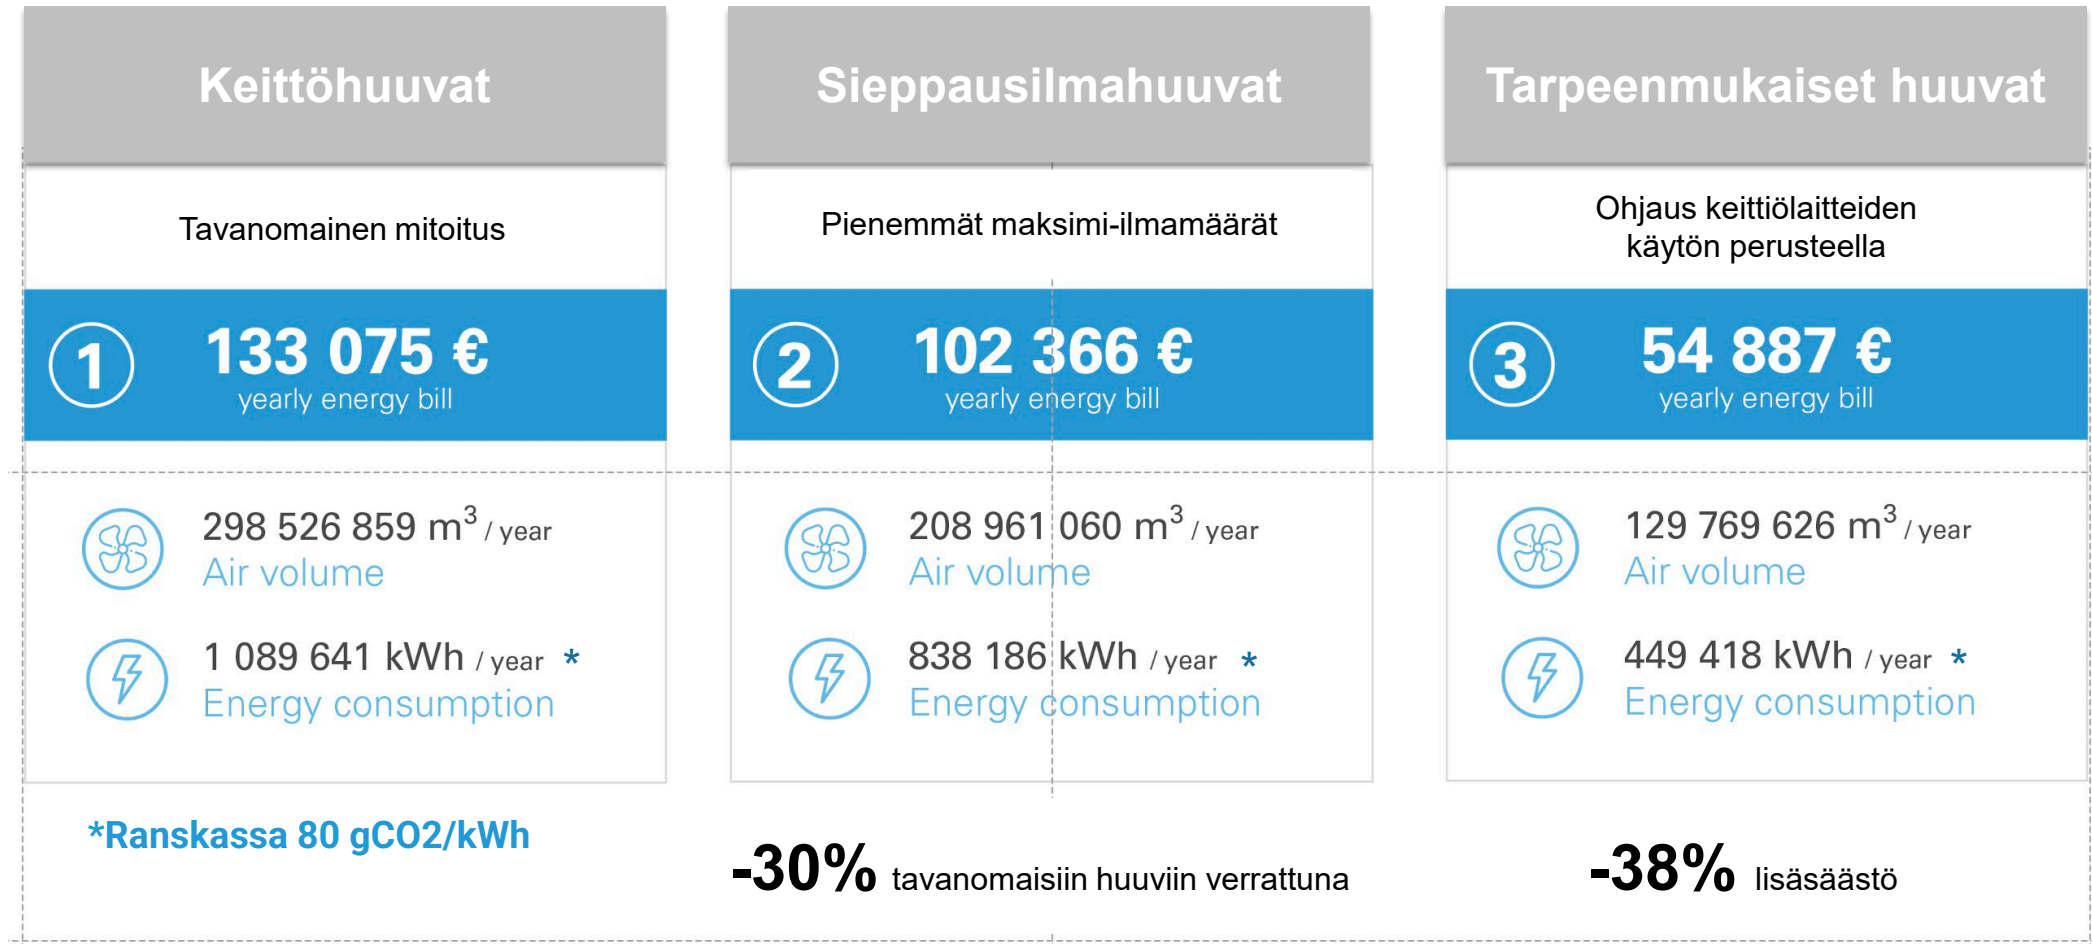 Keittöhuuvat
Tavanomainen mitoitus
1
133 075 €
yearly energy bill
298 526 859 m³ / year
Air volume
1 089 641 kWh / year *
Energy consumption
*Ranskassa 80 gCO2/kWh
Sieppausilmahuuvat
Pienemmät maksimi-ilmamäärät
2
102 366 €
yearly energy bill
208 961 060 m³ / year
Air volume
838 186 kWh / year *
Energy consumption
-30% tavanomaisiin huuviin verrattuna
Tarpeenmukaiset huuvat
Ohjaus keittiölaitteiden
käytön perusteella
3
54 887 €
yearly energy bill
129 769 626 m³ / year
Air volume
449 418 kWh / year *
Energy consumption
-38% lisäsäästö